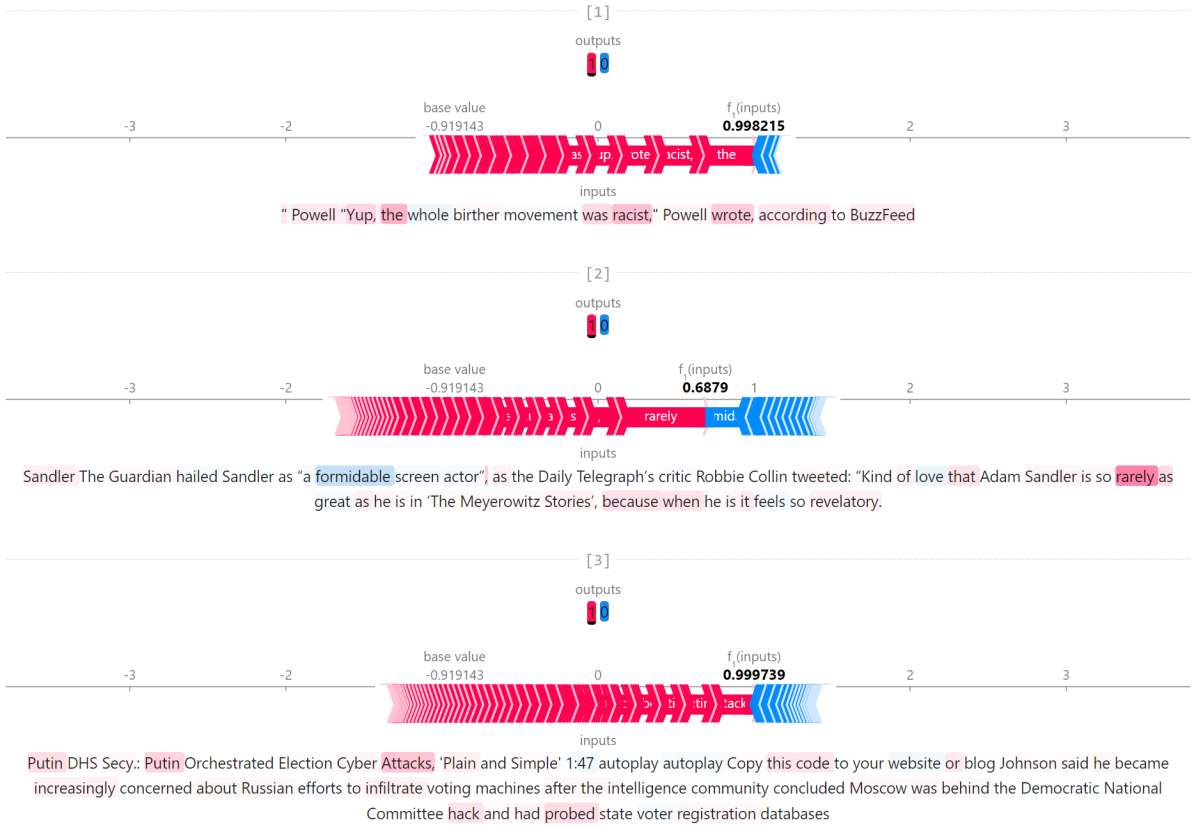 [1]
outputs
1 0
base value f1(inputs)
-3 -2 -0.919143 0 0.998215 2 3
as up, ote acist, the
inputs
" Powell "Yup, the whole birther movement was racist," Powell wrote, according to BuzzFeed
[2]
outputs
1 0
base value f1(inputs)
-3 -2 -0.919143 0 0.6879 1 2 3
a s , rarely mid
inputs
Sandler The Guardian hailed Sandler as “a formidable screen actor”, as the Daily Telegraph’s critic Robbie Collin tweeted: “Kind of love that Adam Sandler is so rarely as
great as he is in ‘The Meyerowitz Stories’, because when he is it feels so revelatory.
[3]
outputs
1 0
base value f1(inputs)
-3 -2 -0.919143 0 0.999739 2 3
tack
inputs
Putin DHS Secy.: Putin Orchestrated Election Cyber Attacks, 'Plain and Simple' 1:47 autoplay autoplay Copy this code to your website or blog Johnson said he became
increasingly concerned about Russian efforts to infiltrate voting machines after the intelligence community concluded Moscow was behind the Democratic National
Committee hack and had probed state voter registration databases